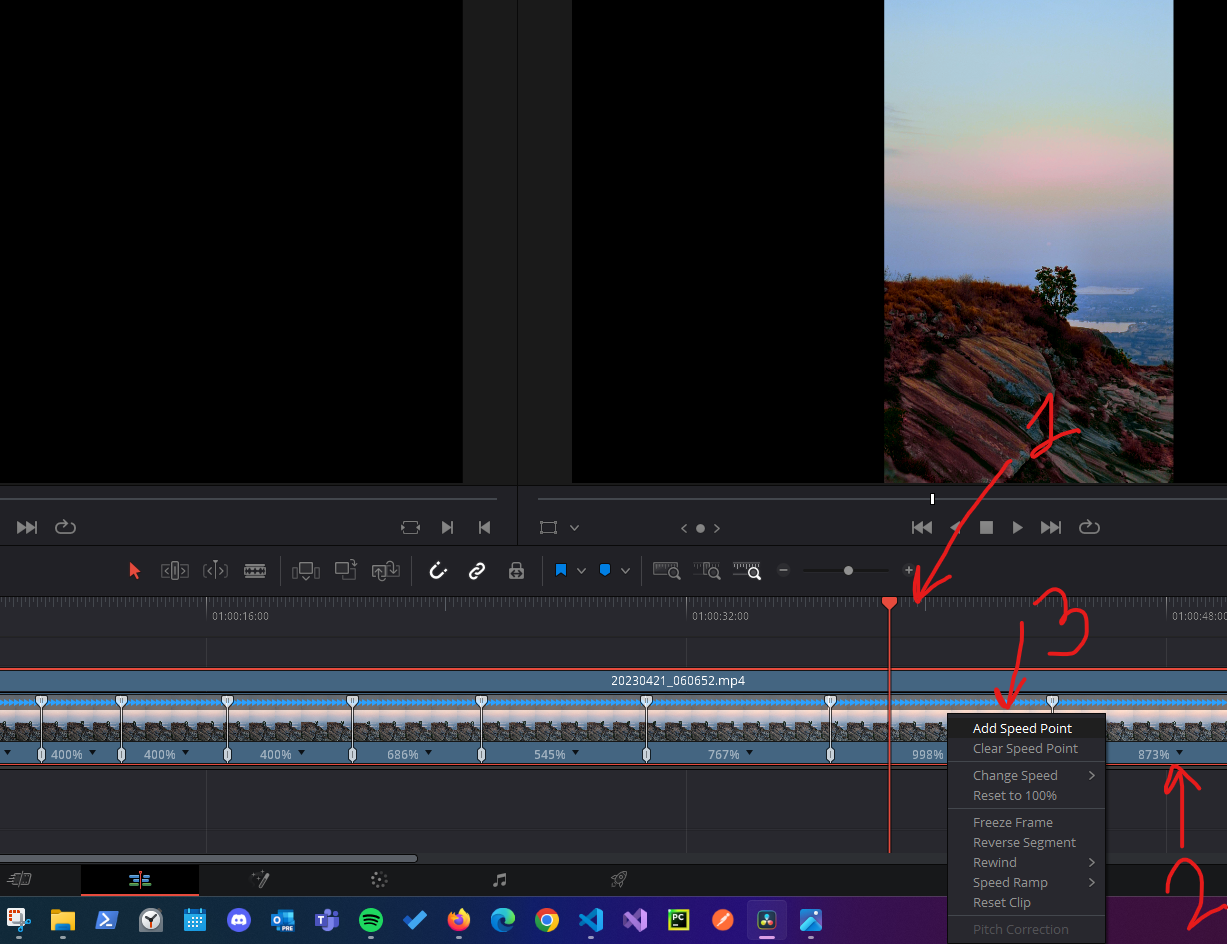 1
01:00:16:00
01:00:32:00
01:00:48:00
3
20230421_060652.mp4
400%
400%
400%
686%
545%
767%
998%
873%
Add Speed Point
Clear Speed Point
Change Speed
Reset to 100%
Freeze Frame
Reverse Segment
Rewind
Speed Ramp
Reset Clip
Pitch Correction
2
PRE
PC